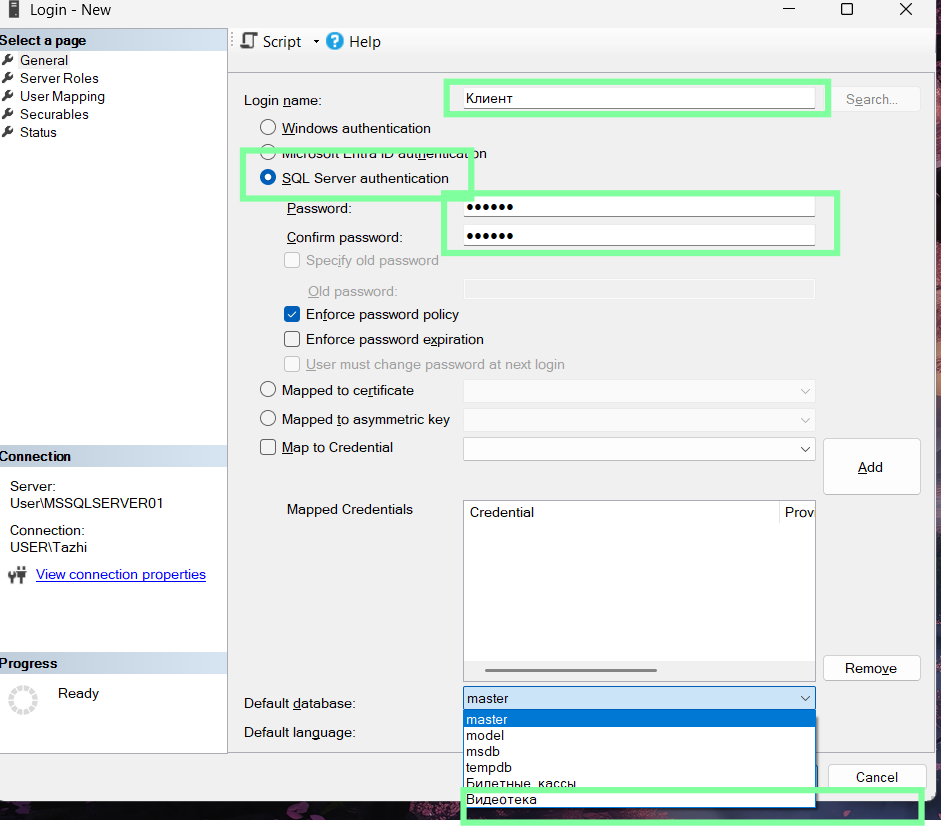 Login - New
Select a page
General
Server Roles
User Mapping
Securables
Status
Script
Help
Login name:
Клиент
Search...
Windows authentication
Microsoft Entra ID authentication
SQL Server authentication
Password:
●●●●●●
Confirm password:
●●●●●●
Specify old password
Old password:
Enforce password policy
Enforce password expiration
User must change password at next login
Mapped to certificate
Mapped to asymmetric key
Map to Credential
Add
Mapped Credentials
Credential
Prov
Connection
Server:
User\MSSQLSERVER01
Connection:
USER\Tazhi
View connection properties
Progress
Ready
Remove
Default database:
master
Default language:
master
model
msdb
tempdb
Билетные_кассы
Видеотека
Cancel